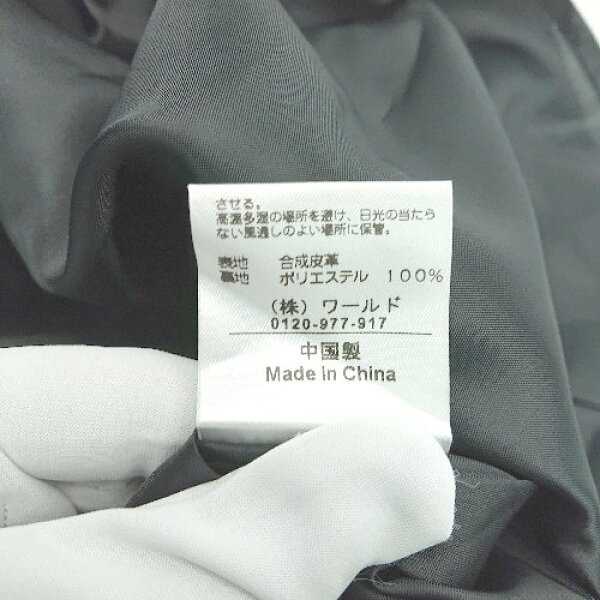 させる。
高温多湿の場所を避け、日光の当たら
ない風通しのよい場所に保管。
表地 合成皮革
裏地 ポリエステル 100%
(株) ワールド
0120-977-917
中国製
Made in China